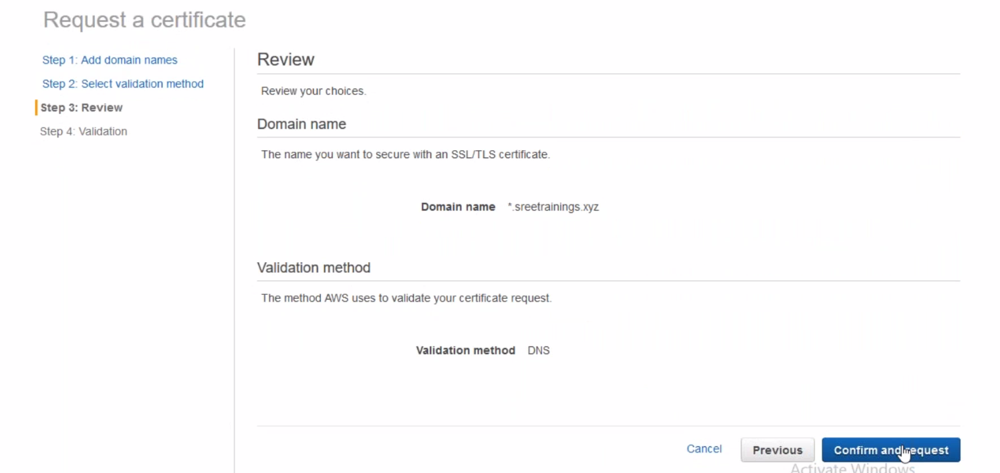 Request a certificate
Step 1: Add domain names
Step 2: Select validation method
Step 3: Review
Step 4: Validation
Review
Review your choices.
Domain name
The name you want to secure with an SSL/TLS certificate.
Domain name *.sreetrainings.xyz
Validation method
The method AWS uses to validate your certificate request.
Validation method DNS
Cancel Previous Confirm and request
Activate Windows